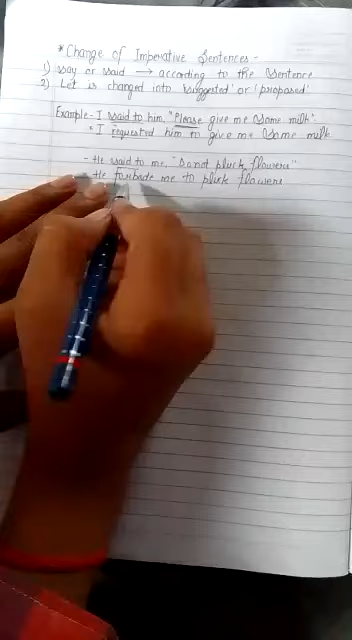 * Change of Imperative Sentences -
1) say or said → according to the sentence
2) Let is changed into 'suggested' or 'proposed'
Example - I said to him, "Please give me some milk".
= I requested him to give me some milk
- He said to me, "Do not pluck flowers"
- He forbade me to pluck flowers